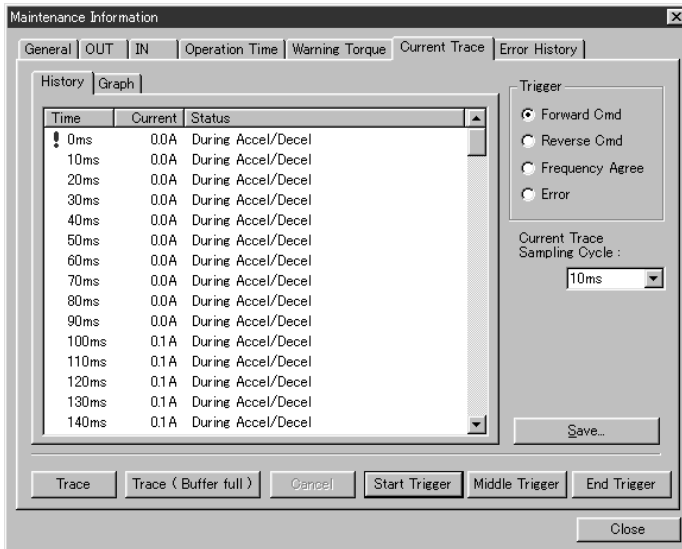 Maintenance Information
General OUT IN Operation Time Warning Torque Current Trace Error History
History Graph
Time Current Status
0ms 0.0A During Accel/Decel
10ms 0.0A During Accel/Decel
20ms 0.0A During Accel/Decel
30ms 0.0A During Accel/Decel
40ms 0.0A During Accel/Decel
50ms 0.0A During Accel/Decel
60ms 0.0A During Accel/Decel
70ms 0.0A During Accel/Decel
80ms 0.0A During Accel/Decel
90ms 0.0A During Accel/Decel
100ms 0.1A During Accel/Decel
110ms 0.1A During Accel/Decel
120ms 0.1A During Accel/Decel
130ms 0.1A During Accel/Decel
140ms 0.1A During Accel/Decel
Trigger
Forward Cmd
Reverse Cmd
Frequency Agree
Error
Current Trace
Sampling Cycle :
10ms
Save...
Trace Trace ( Buffer full ) Cancel Start Trigger Middle Trigger End Trigger
Close